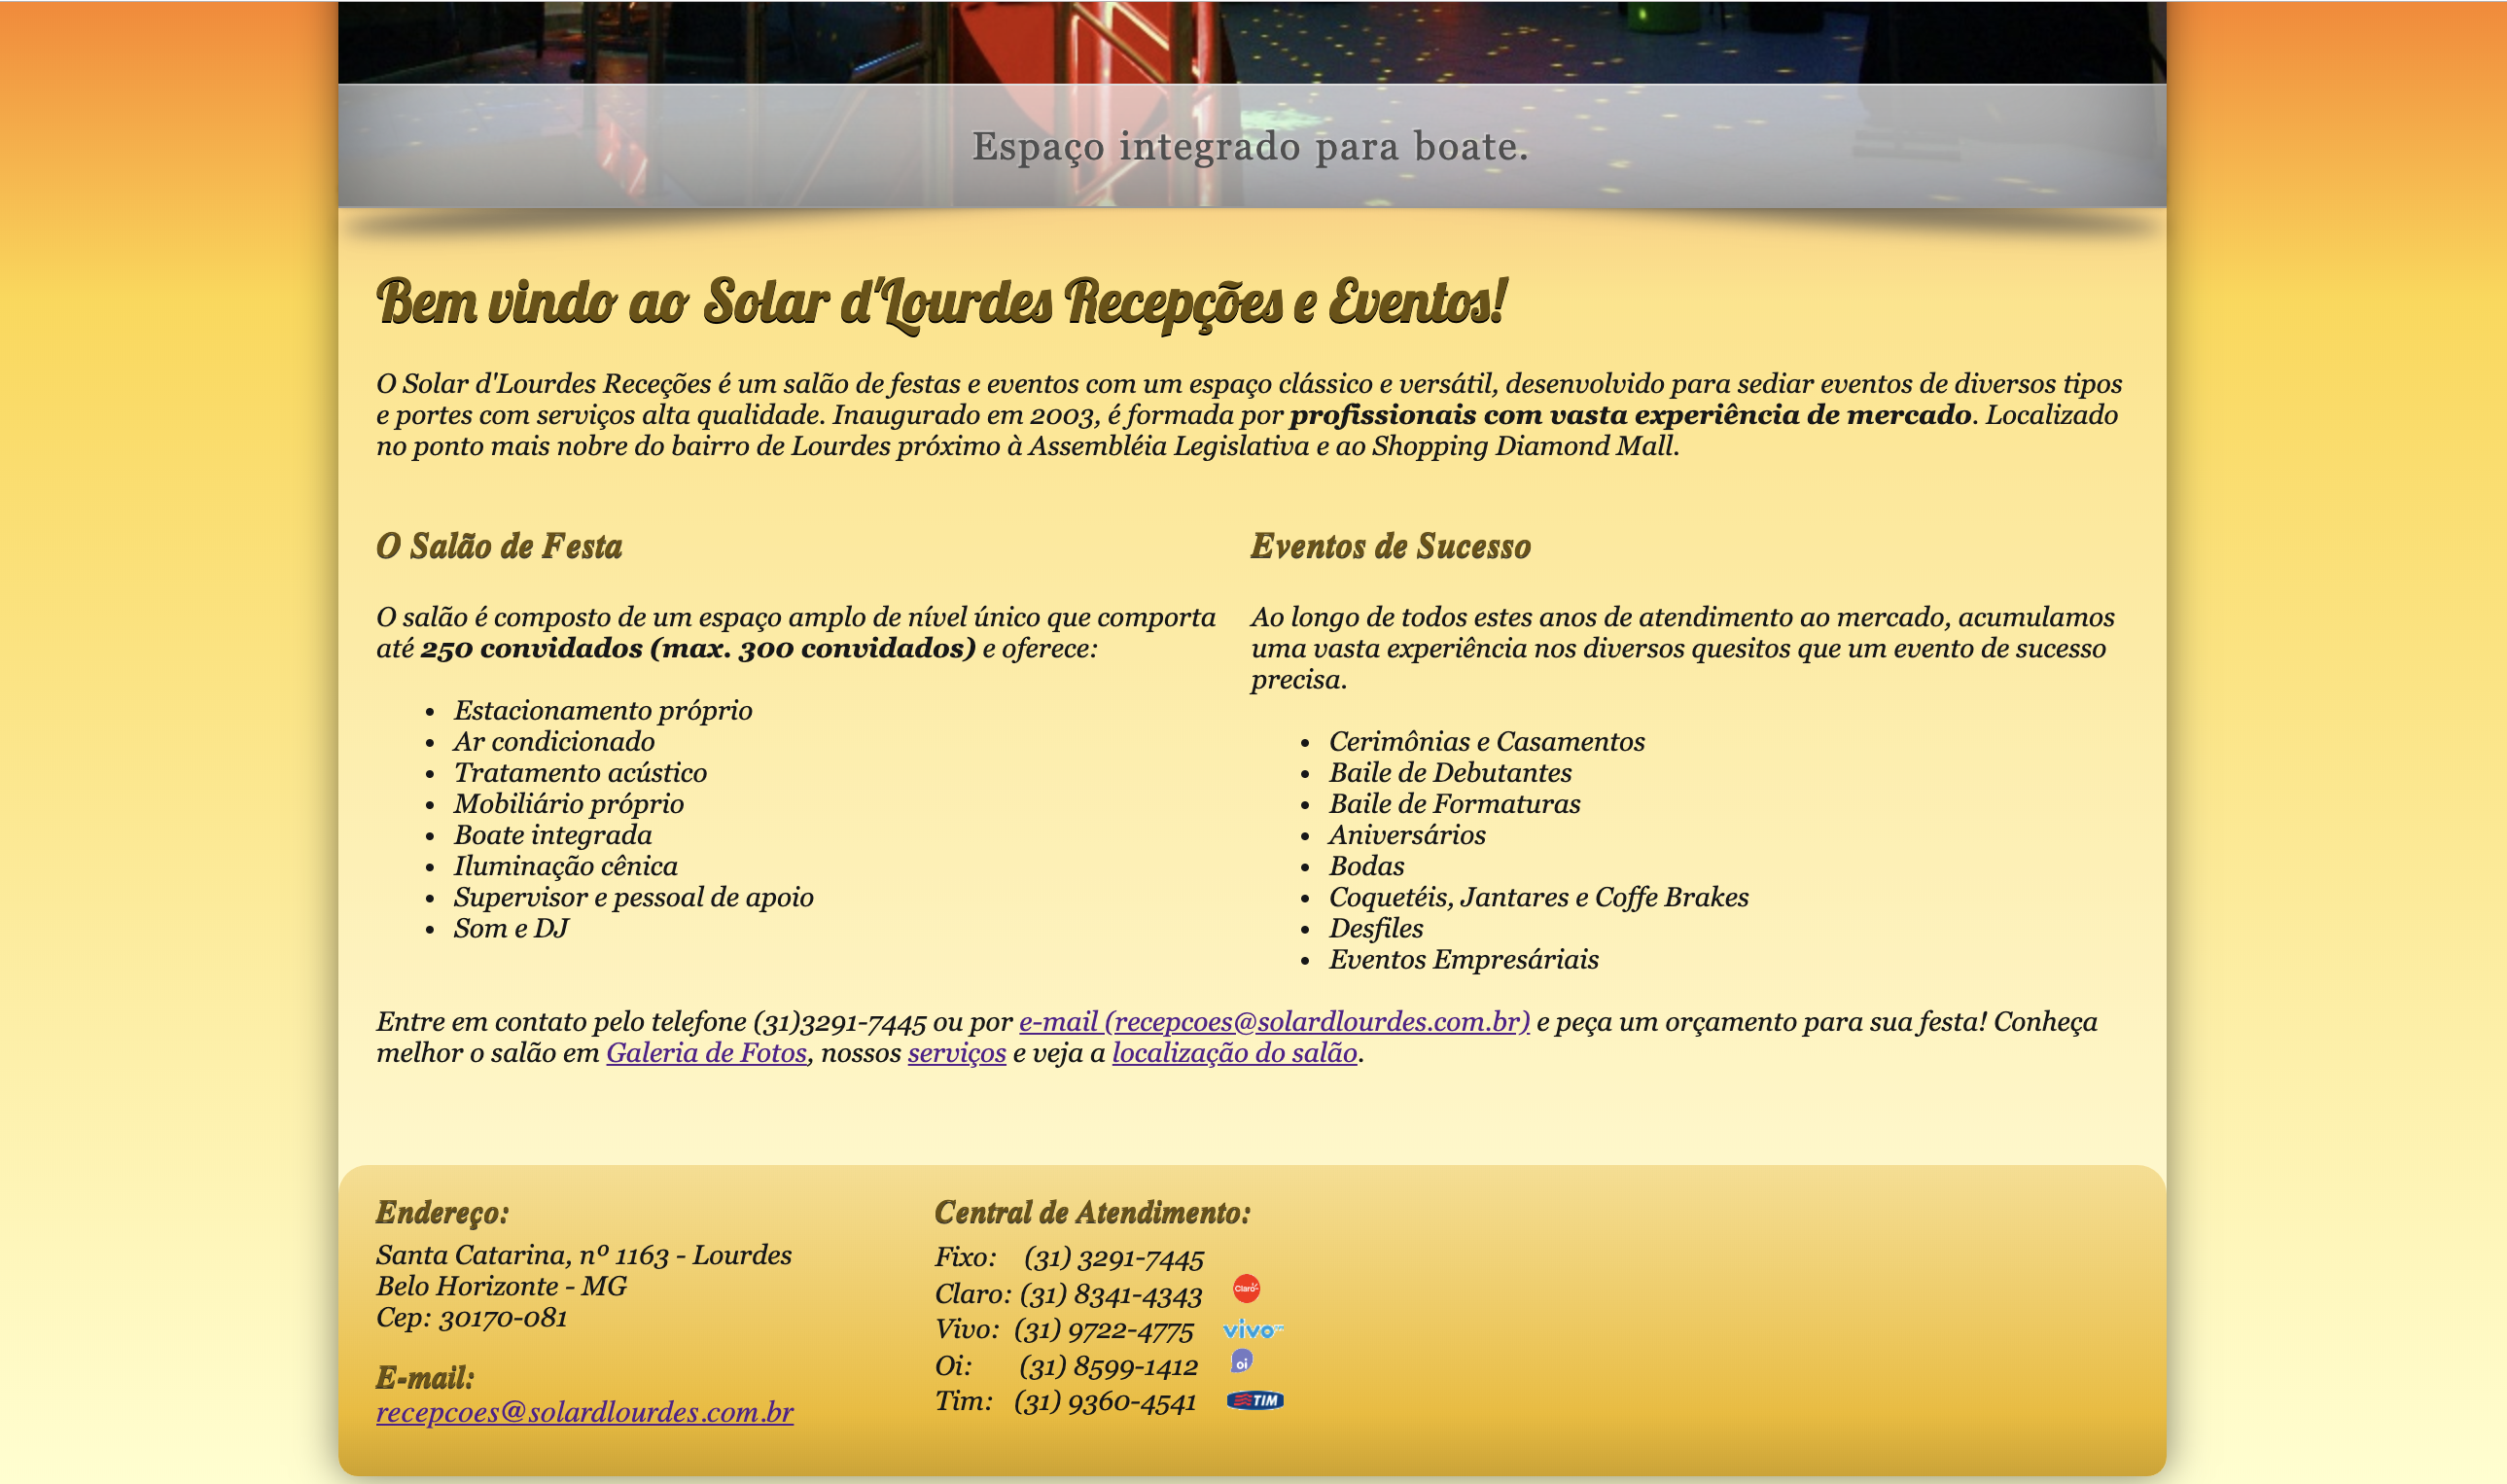 Espaço integrado para boate.
Bem vindo ao Solar d'Lourdes Recepções e Eventos!
O Solar d'Lourdes Receções é um salão de festas e eventos com um espaço clássico e versátil, desenvolvido para sediar eventos de diversos tipos
e portes com serviços alta qualidade. Inaugurado em 2003, é formada por profissionais com vasta experiência de mercado. Localizado
no ponto mais nobre do bairro de Lourdes próximo à Assembléia Legislativa e ao Shopping Diamond Mall.
O Salão de Festa
O salão é composto de um espaço amplo de nível único que comporta
até 250 convidados (max. 300 convidados) e oferece:
• Estacionamento próprio
• Ar condicionado
• Tratamento acústico
• Mobiliário próprio
• Boate integrada
• Iluminação cênica
• Supervisor e pessoal de apoio
• Som e DJ
Eventos de Sucesso
Ao longo de todos estes anos de atendimento ao mercado, acumulamos
uma vasta experiência nos diversos quesitos que um evento de sucesso
precisa.
• Cerimônias e Casamentos
• Baile de Debutantes
• Baile de Formaturas
• Aniversários
• Bodas
• Coquetéis, Jantares e Coffe Brakes
• Desfiles
• Eventos Empresáriais
Entre em contato pelo telefone (31)3291-7445 ou por e-mail (recepcoes@solardlourdes.com.br) e peça um orçamento para sua festa! Conheça
melhor o salão em Galeria de Fotos, nossos serviços e veja a localização do salão.
Endereço:
Santa Catarina, nº 1163 - Lourdes
Belo Horizonte - MG
Cep: 30170-081
E-mail:
recepcoes@solardlourdes.com.br
Central de Atendimento:
Fixo: (31) 3291-7445
Claro: (31) 8341-4343 Claro
Vivo: (31) 9722-4775 vivo
Oi: (31) 8599-1412 oi
Tim: (31) 9360-4541 TIM